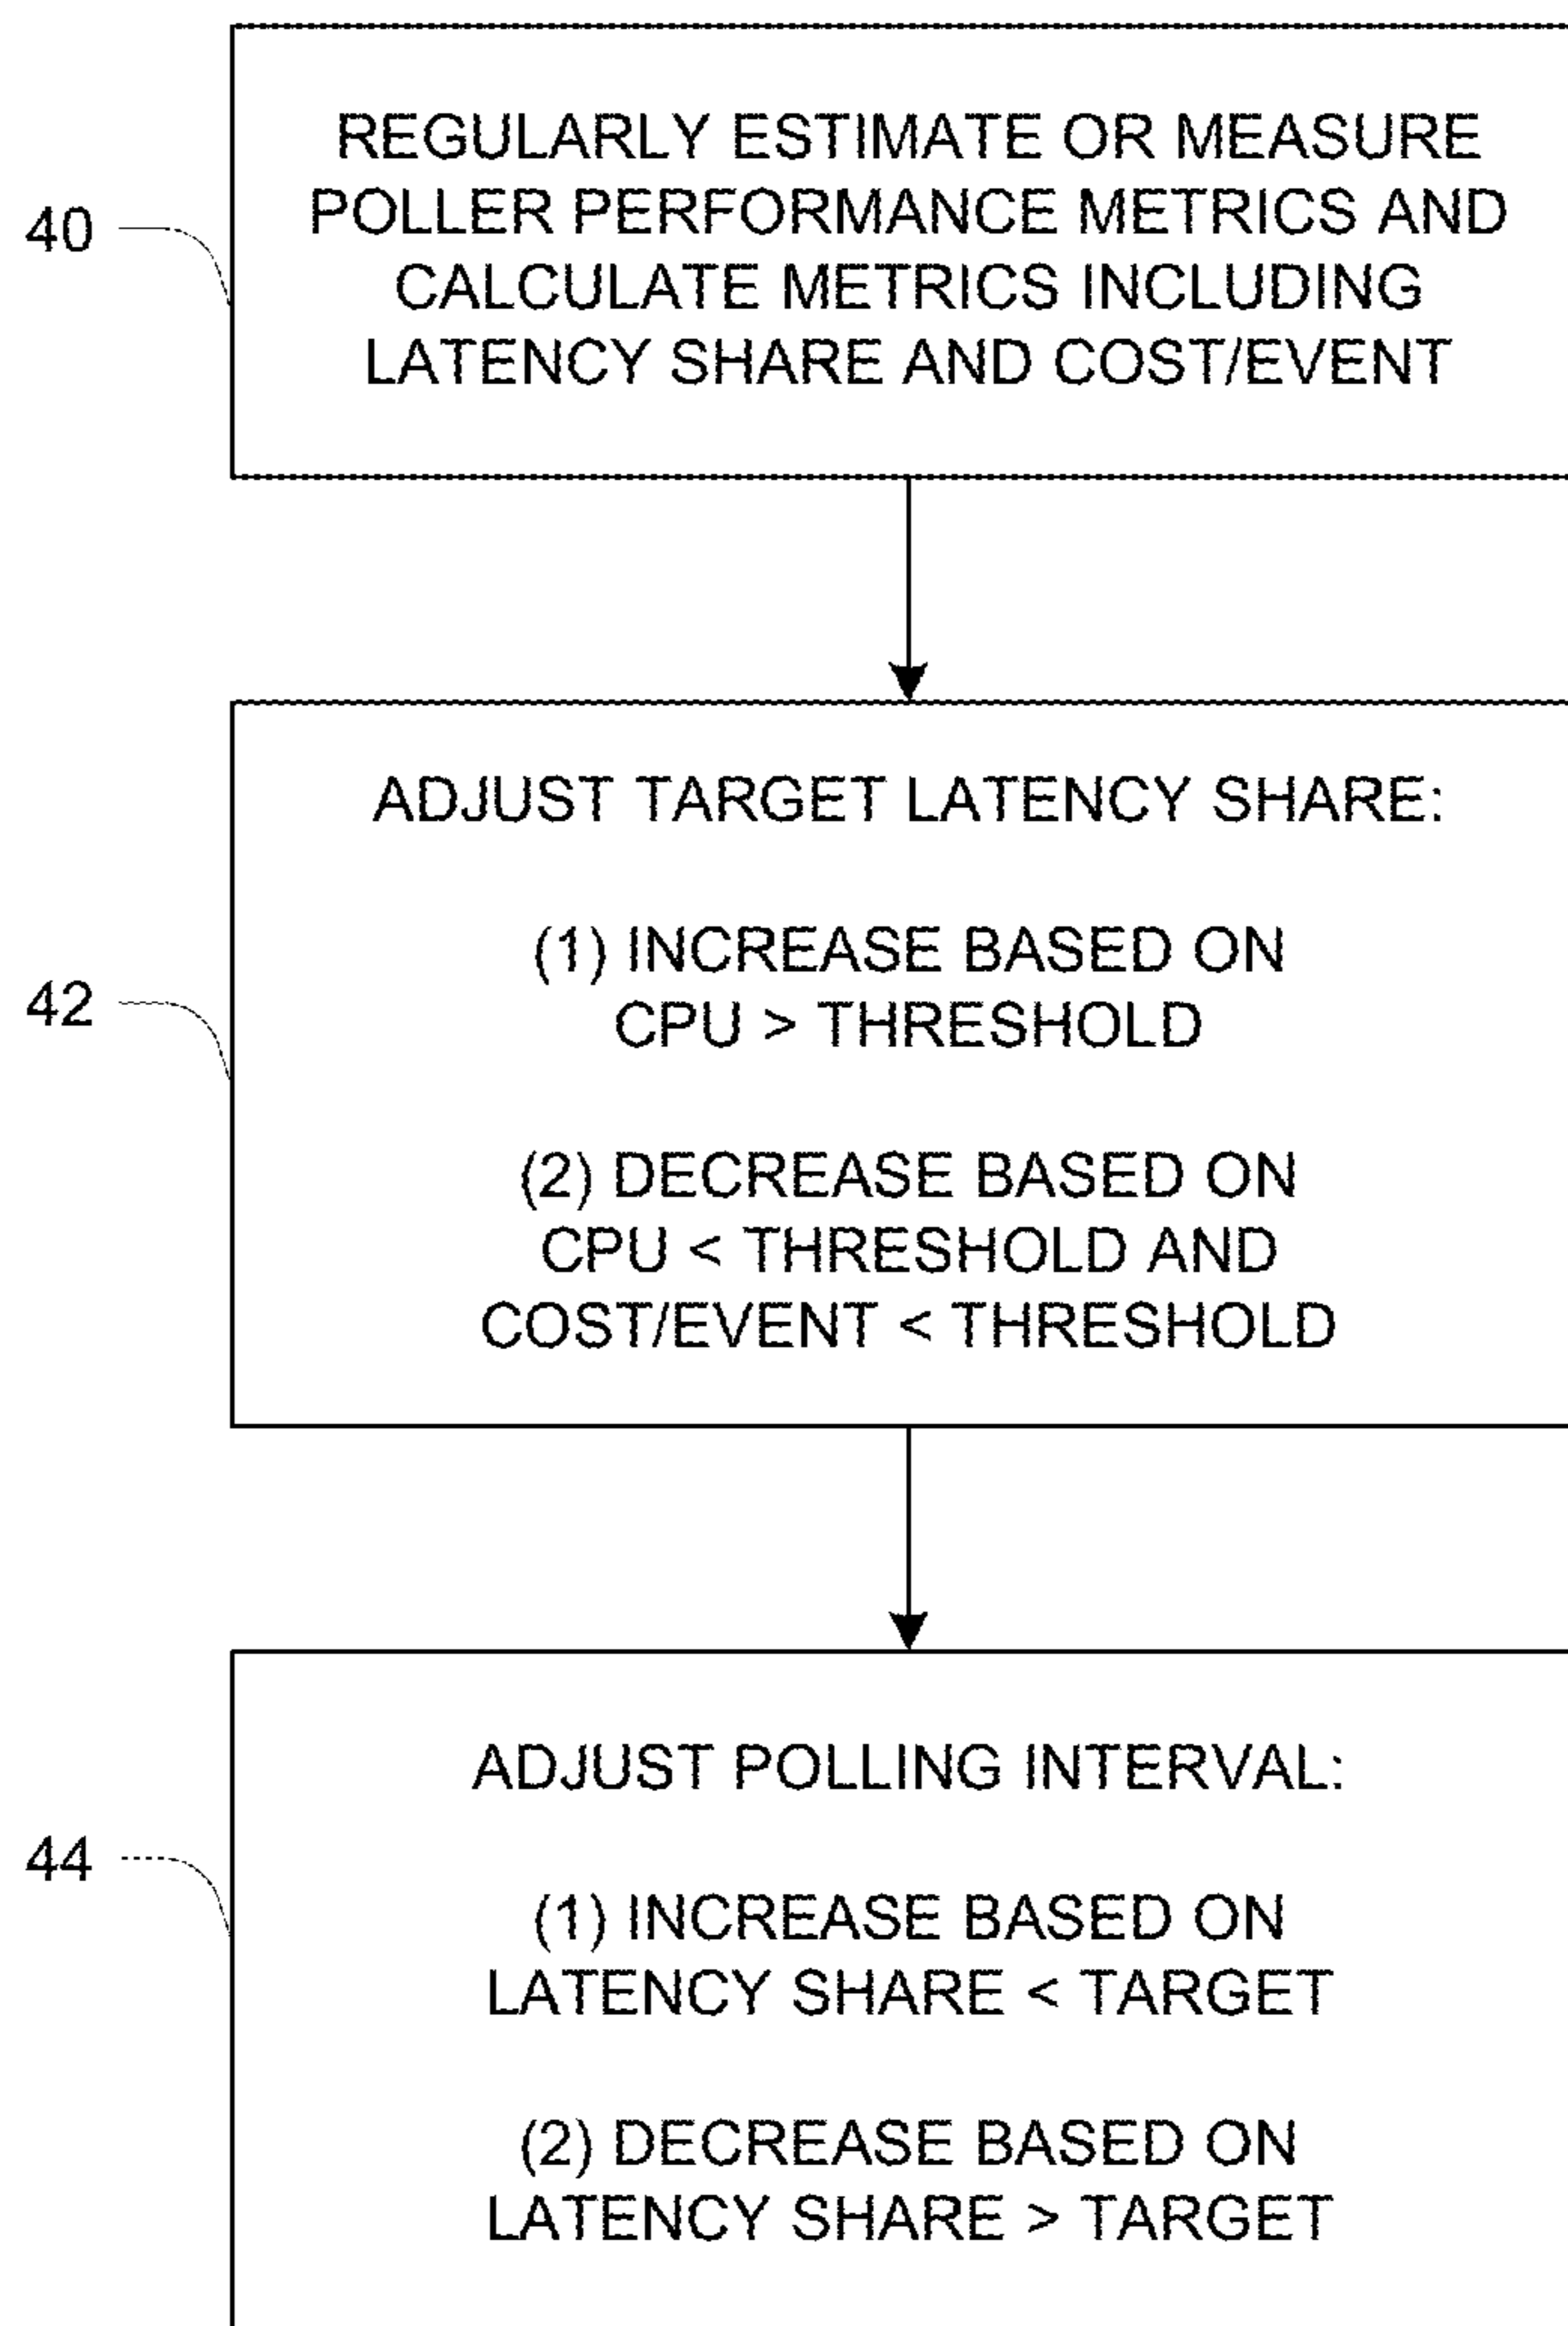 REGULARLY ESTIMATE OR MEASURE
POLLER PERFORMANCE METRICS AND
CALCULATE METRICS INCLUDING
LATENCY SHARE AND COST/EVENT
40
ADJUST TARGET LATENCY SHARE:
(1) INCREASE BASED ON
CPU > THRESHOLD
42
(2) DECREASE BASED ON
CPU < THRESHOLD AND
COST/EVENT < THRESHOLD
ADJUST POLLING INTERVAL:
44
(1) INCREASE BASED ON
LATENCY SHARE < TARGET
(2) DECREASE BASED ON
LATENCY SHARE > TARGET